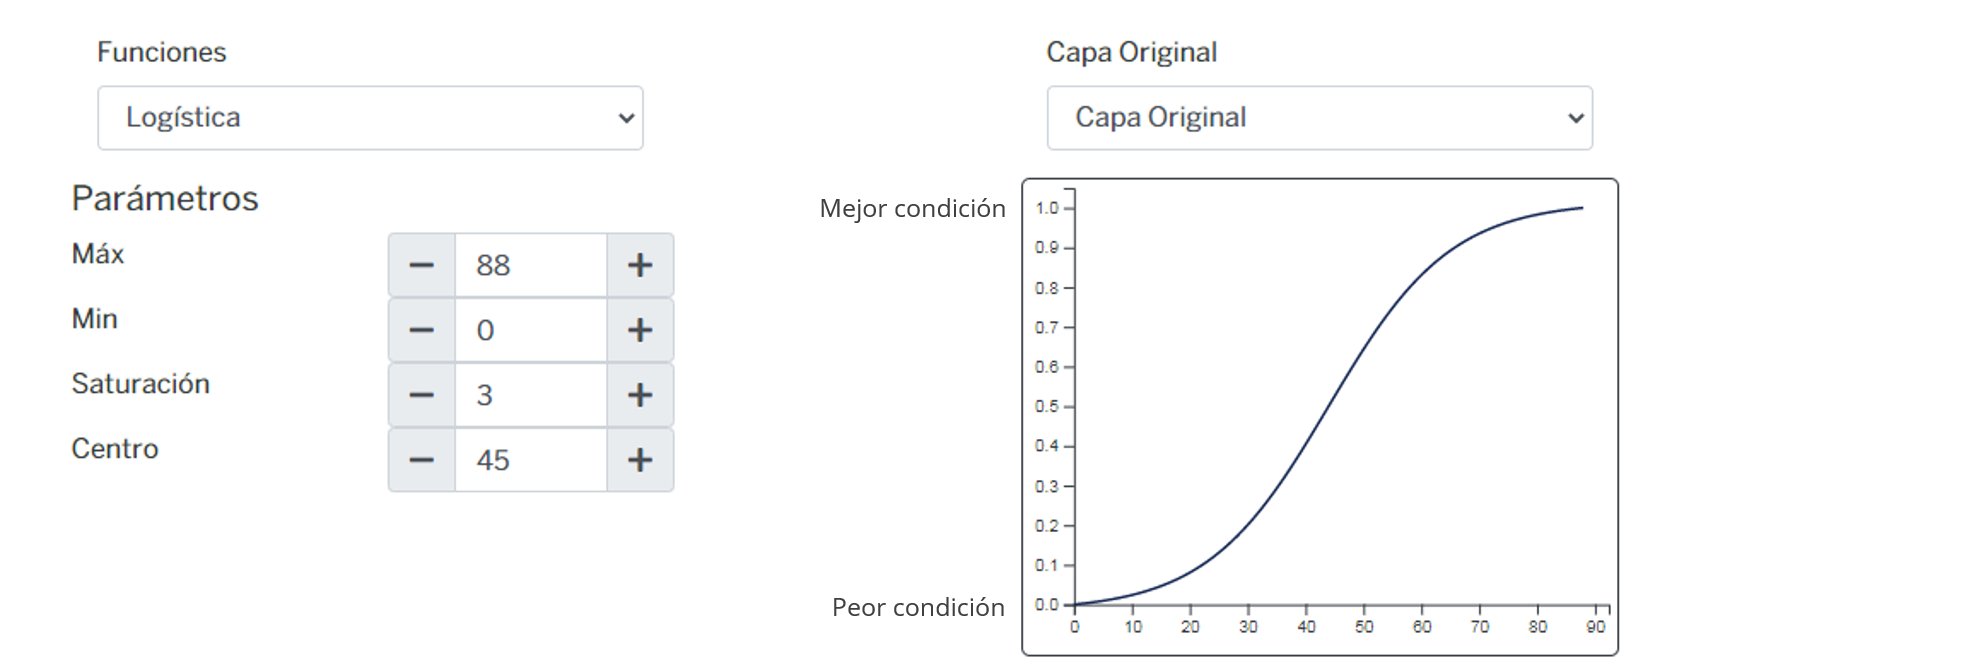 Funciones
Logística
Parámetros
Máx
88
Min
0
Saturación
3
Centro
45
Capa Original
Capa Original
Mejor condición
Peor condición
1.0
0.9
0.8
0.7
0.6
0.5
0.4
0.3
0.2
0.1
0.0
0 10 20 30 40 50 60 70 80 90